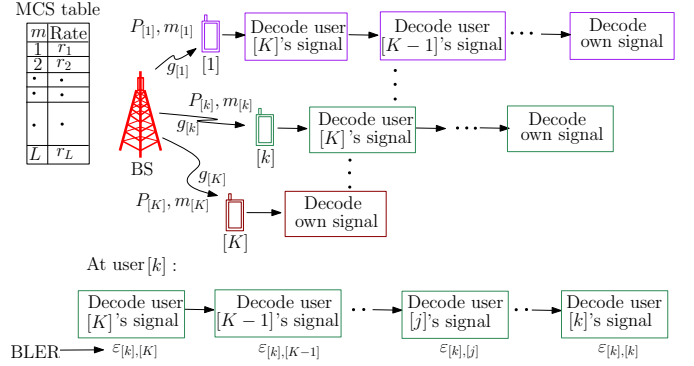 MCS table
m Rate
1 r_1
2 r_2
L r_L
BS
P_{[1]}, m_{[1]}
g_{[1]}
[1]
Decode user
[K]'s signal
Decode user
[K − 1]'s signal
Decode
own signal
P_{[k]}, m_{[k]}
g_{[k]}
[k]
Decode user
[K]'s signal
Decode
own signal
P_{[K]}, m_{[K]}
g_{[K]}
[K]
Decode
own signal
At user [k] :
Decode user
[K]'s signal
Decode user
[K − 1]'s signal
Decode user
[j]'s signal
Decode user
[k]'s signal
BLER
ε_{[k],[K]}
ε_{[k],[K−1]}
ε_{[k],[j]}
ε_{[k],[k]}